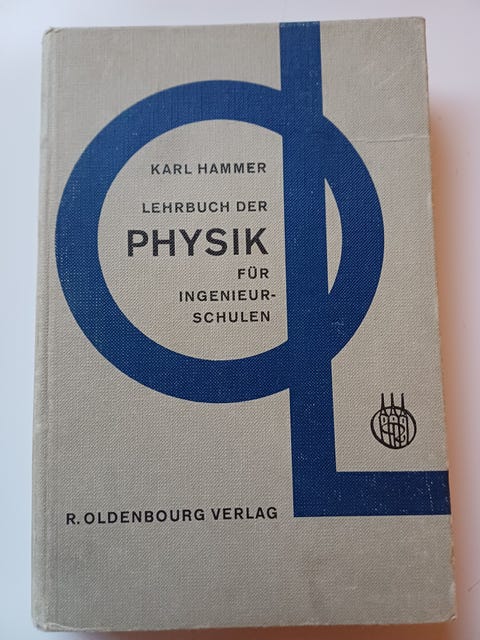 KARL HAMMER
LEHRBUCH DER
PHYSIK
FÜR
INGENIEUR-
SCHULEN
R. OLDENBOURG VERLAG